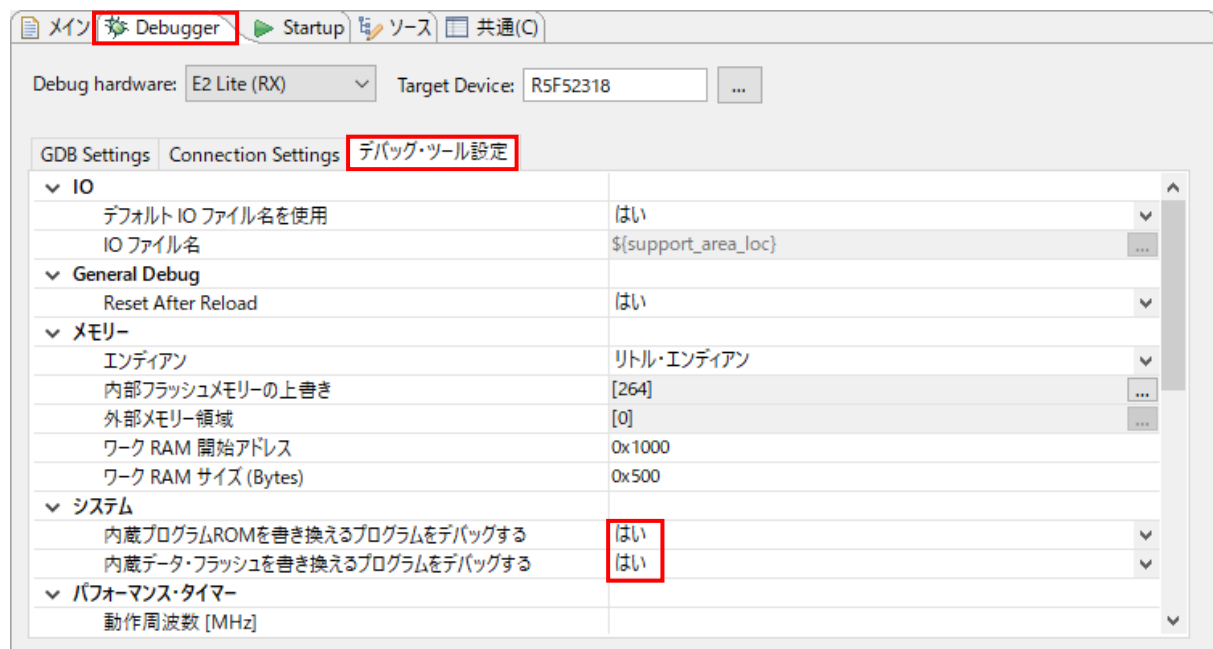 メイン Debugger Startup ソース 共通(C)
Debug hardware: E2 Lite (RX) Target Device: R5F52318 ...
GDB Settings Connection Settings デバッグ・ツール設定
IO
デフォルト IO ファイル名を使用 はい
IO ファイル名 ${support_area_loc} ...
General Debug
Reset After Reload はい
メモリー
エンディアン リトル・エンディアン
内部フラッシュメモリーの上書き [264] ...
外部メモリー領域 [0] ...
ワーク RAM 開始アドレス 0x1000
ワーク RAM サイズ (Bytes) 0x500
システム
内蔵プログラムROMを書き換えるプログラムをデバッグする はい
内蔵データ・フラッシュを書き換えるプログラムをデバッグする はい
パフォーマンス・タイマー
動作周波数 [MHz]